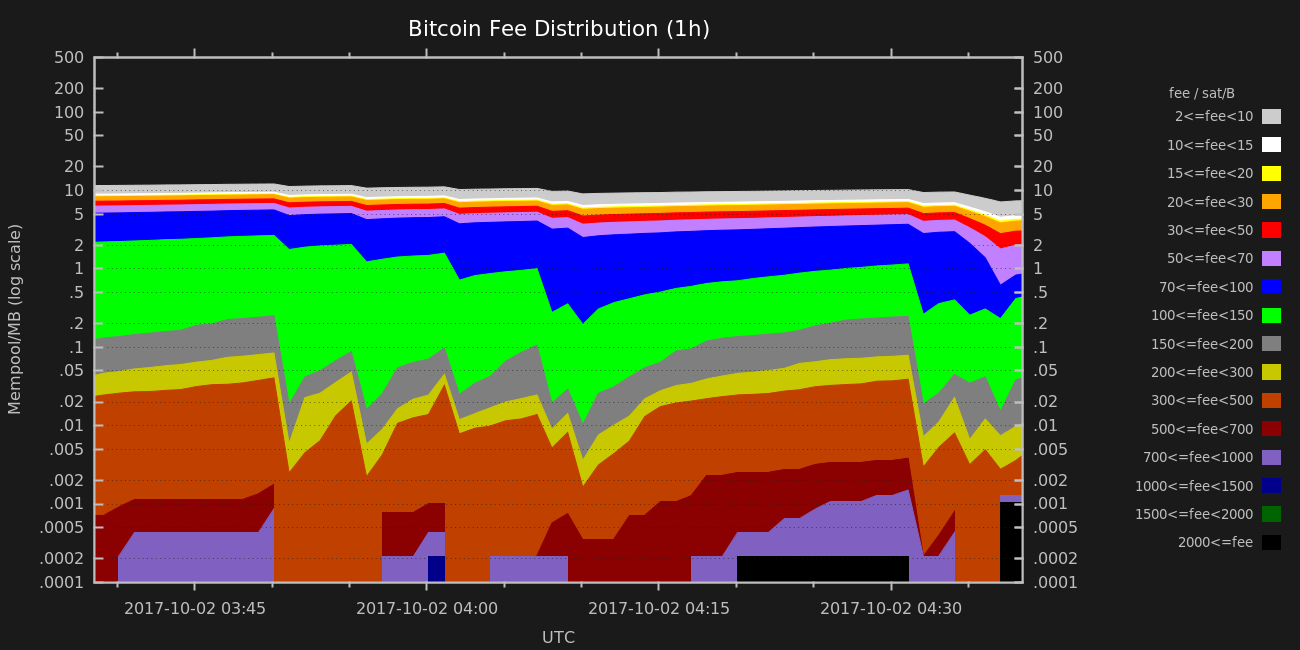 Bitcoin Fee Distribution (1h)
500
200
100
50
20
10
5
2
1
.5
.2
.1
.05
.02
.01
.005
.002
.001
.0005
.0002
.0001
Mempool/MB (log scale)
500
200
100
50
20
10
5
2
1
.5
.2
.1
.05
.02
.01
.005
.002
.001
.0005
.0002
.0001
2017-10-02 03:45
2017-10-02 04:00
2017-10-02 04:15
2017-10-02 04:30
UTC
fee / sat/B
2<=fee<10
10<=fee<15
15<=fee<20
20<=fee<30
30<=fee<50
50<=fee<70
70<=fee<100
100<=fee<150
150<=fee<200
200<=fee<300
300<=fee<500
500<=fee<700
700<=fee<1000
1000<=fee<1500
1500<=fee<2000
2000<=fee